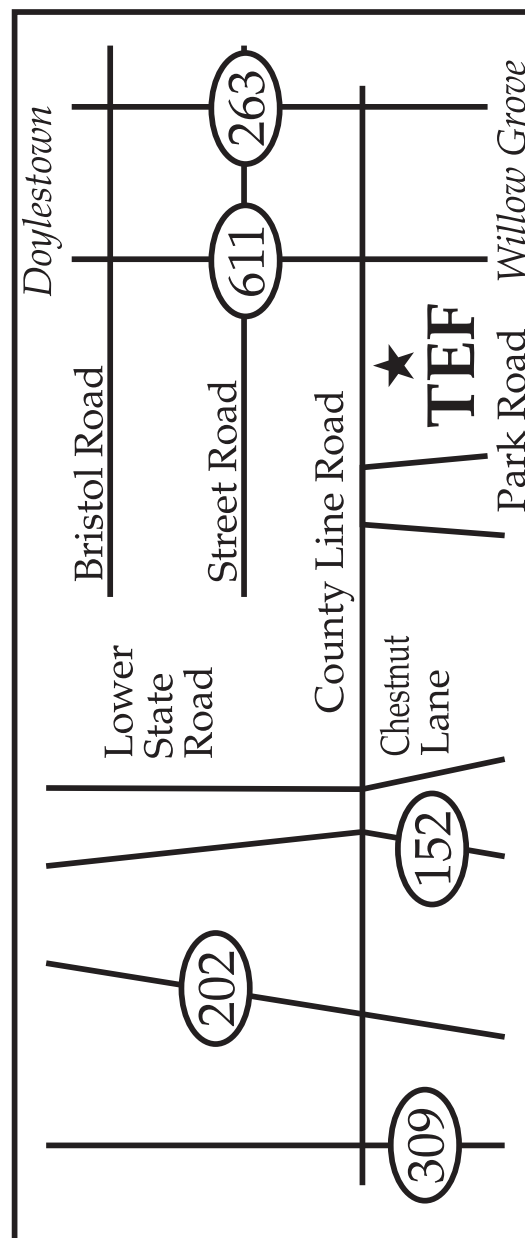 Doylestown
Bristol Road
Lower
State
Road
202
Street Road
611
263
County Line Road
Chestnut
Lane
309
152
TEF
Park Road
Willow Grove